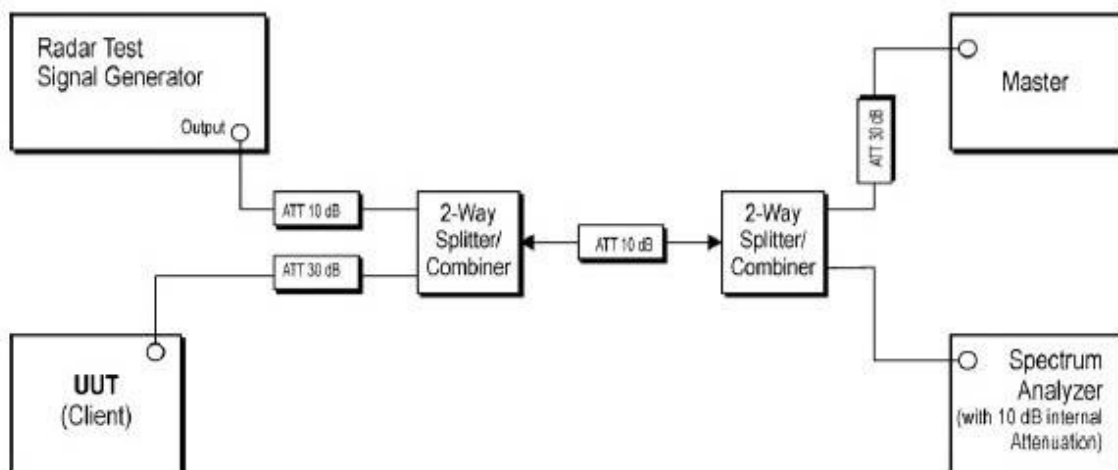 Radar Test
Signal Generator
Output
ATT 10 dB
ATT 30 dB
2-Way
Splitter/
Combiner
ATT 10 dB
2-Way
Splitter/
Combiner
ATT 30 dB
Master
UUT
(Client)
Spectrum
Analyzer
(with 10 dB internal
Attenuation)